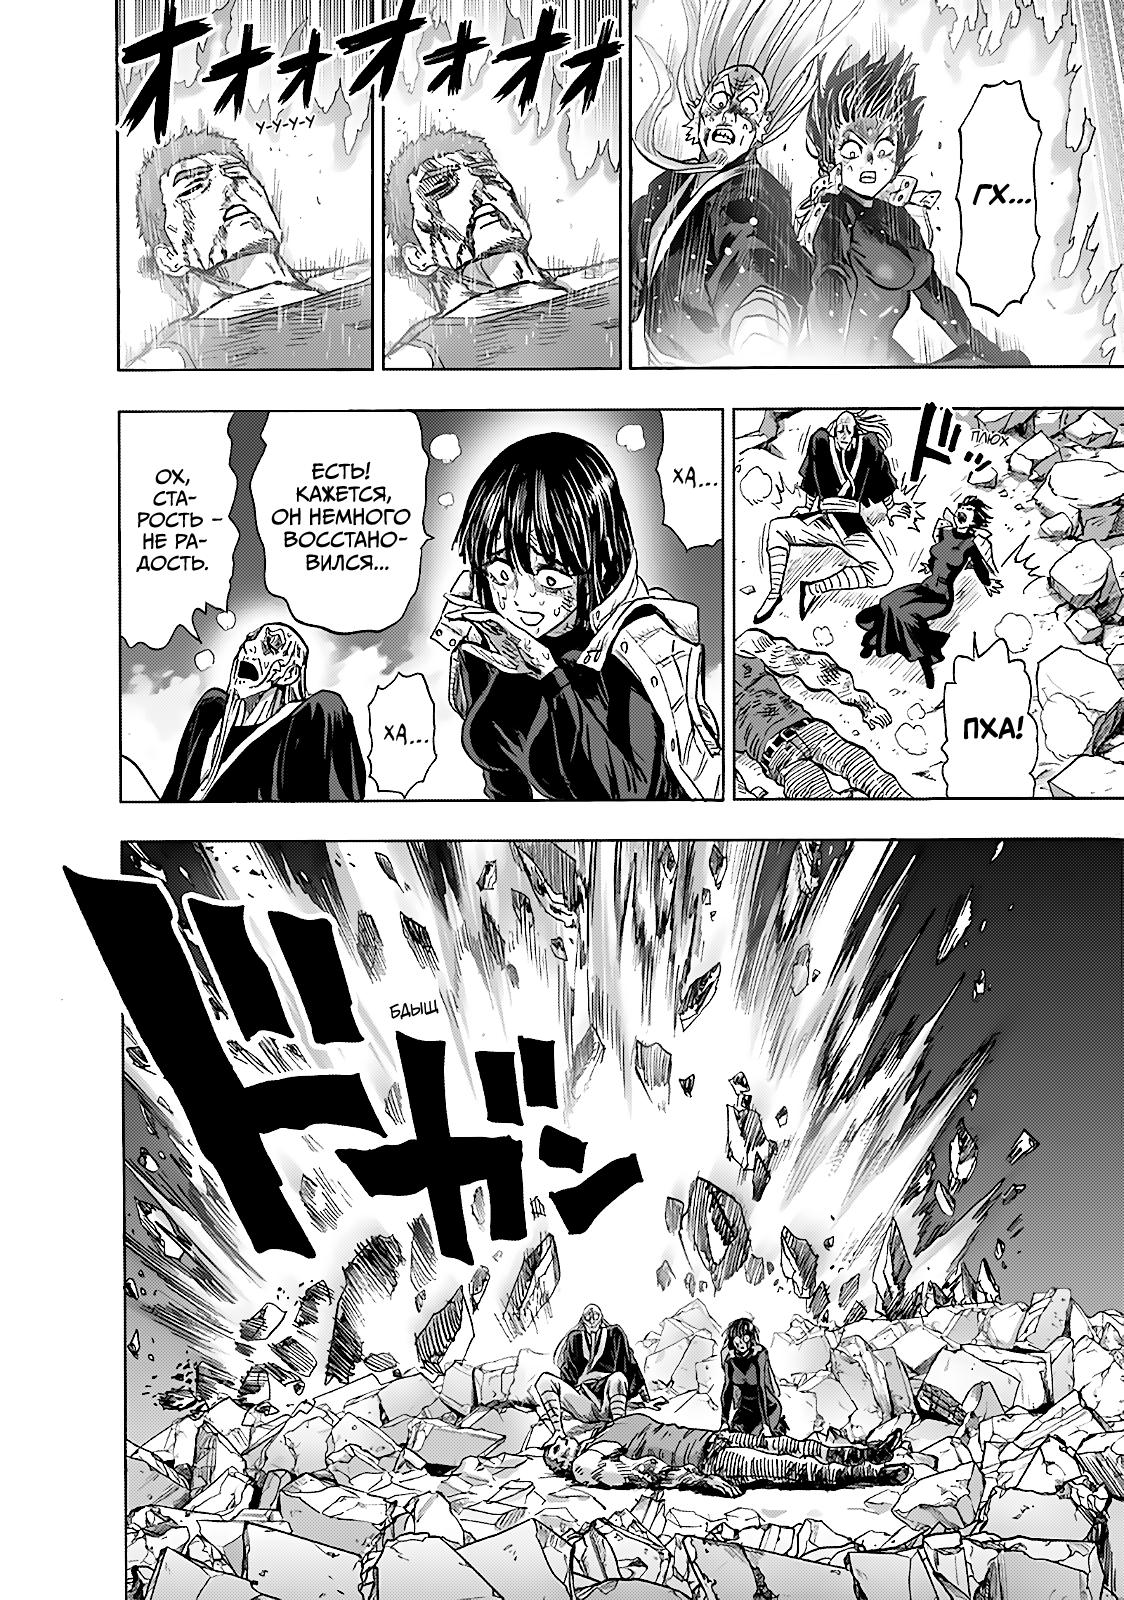 ГХ...
オオオオオオオ
У-У-У-У
ドッ
ПЛЮХ
ПХА!
ХА...
ЕСТЬ!
КАЖЕТСЯ,
ОН НЕМНОГО
ВОССТАНО-
ВИЛСЯ...
ХА...
ОХ,
СТА-
РОСТЬ –
НЕ РА-
ДОСТЬ.
ドガン
БДЫЩ